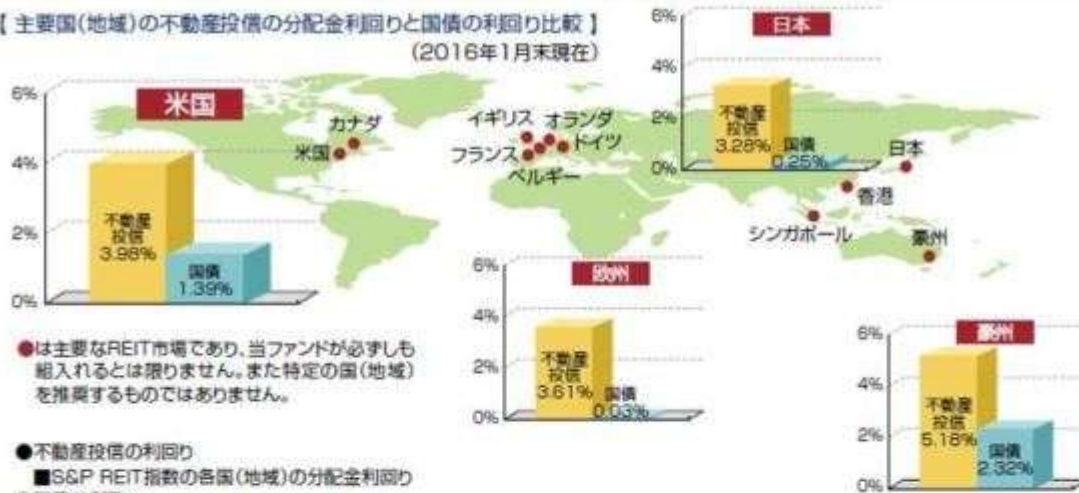 【 主要国(地域)の不動産投信の分配金利回りと国債の利回り比較 】
(2016年1月末現在)
6%
4%
2%
0%
米国
不動産
投信
3.98%
国債
1.39%
カナダ
米国
イギリス
オランダ
フランス
ドイツ
ベルギー
6%
4%
2%
0%
日本
不動産
投信
3.28%
国債
0.25%
日本
香港
シンガポール
豪州
6%
4%
2%
0%
欧州
不動産
投信
3.61%
国債
0.03%
6%
4%
2%
0%
豪州
不動産
投信
5.18%
国債
2.32%
●は主要なREIT市場であり、当ファンドが必ずしも
組入れるとは限りません。また特定の国(地域)
を推奨するものではありません。
●不動産投信の利回り
■S&P REIT指数の各国(地域)の分配金利回り